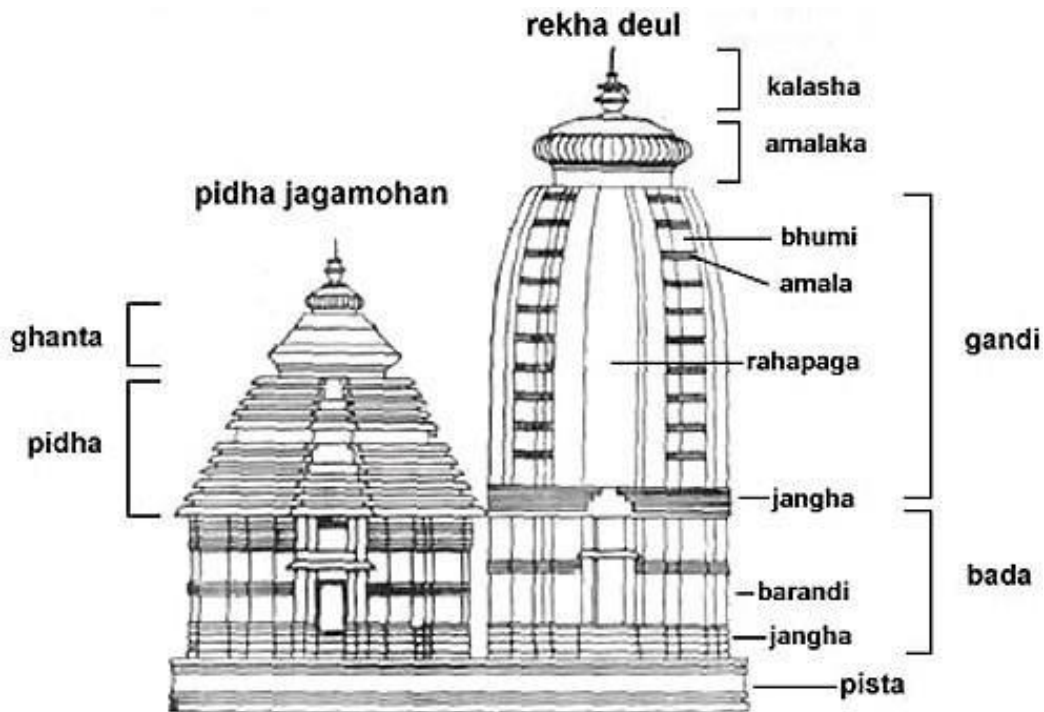 rekha deul
kalasha
amalaka
pidha jagamohan
bhumi
amala
ghanta
rahapaga
gandi
pidha
jangha
barandi
bada
jangha
pista